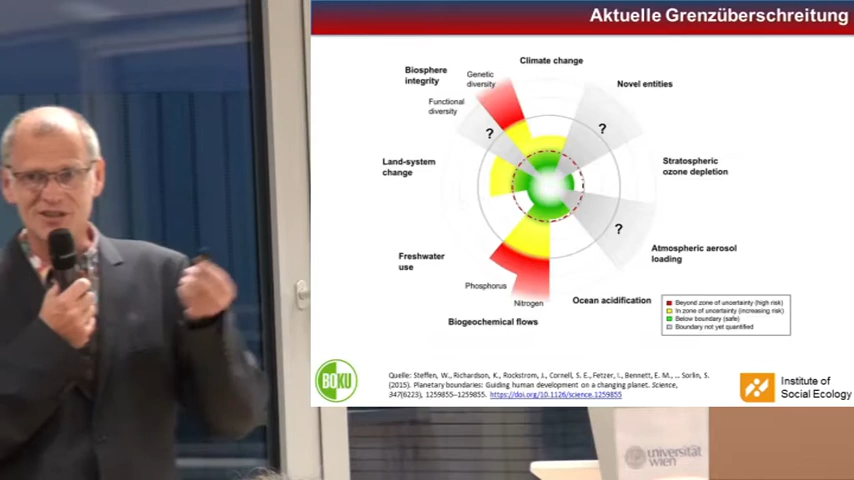 Aktuelle Grenzüberschreitung
Climate change
Biosphere
integrity
Genetic
diversity
Novel entities
Functional
diversity
?
?
Land-system
change
Stratospheric
ozone depletion
?
Freshwater
use
Atmospheric aerosol
loading
Phosphorus
Nitrogen
Ocean acidification
Biogeochemical flows
Beyond zone of uncertainty (high risk)
In zone of uncertainty (increasing risk)
Below boundary (safe)
Boundary not yet quantified
BOKU
Quelle: Steffen, W., Richardson, K., Rockstrom, J., Cornell, S. E., Fetzer, I., Bennett, E. M., … Sorlin, S.
(2015). Planetary boundaries: Guiding human development on a changing planet. Science,
347(6223), 1259855–1259855. https://doi.org/10.1126/science.1259855
Institute of
Social Ecology
universität
wien